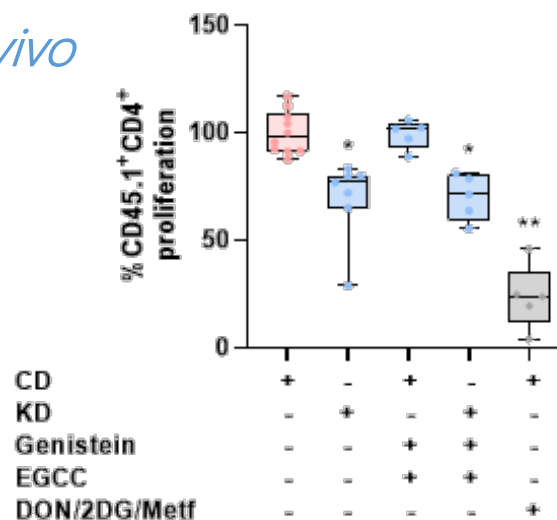 vivo
150
100
50
0
% CD45.1⁺CD4⁺
proliferation
*
*
**
CD + - + - +
KD - + - + -
Genistein - - + + -
EGCC - - + + -
DON/2DG/Metf - - - - +